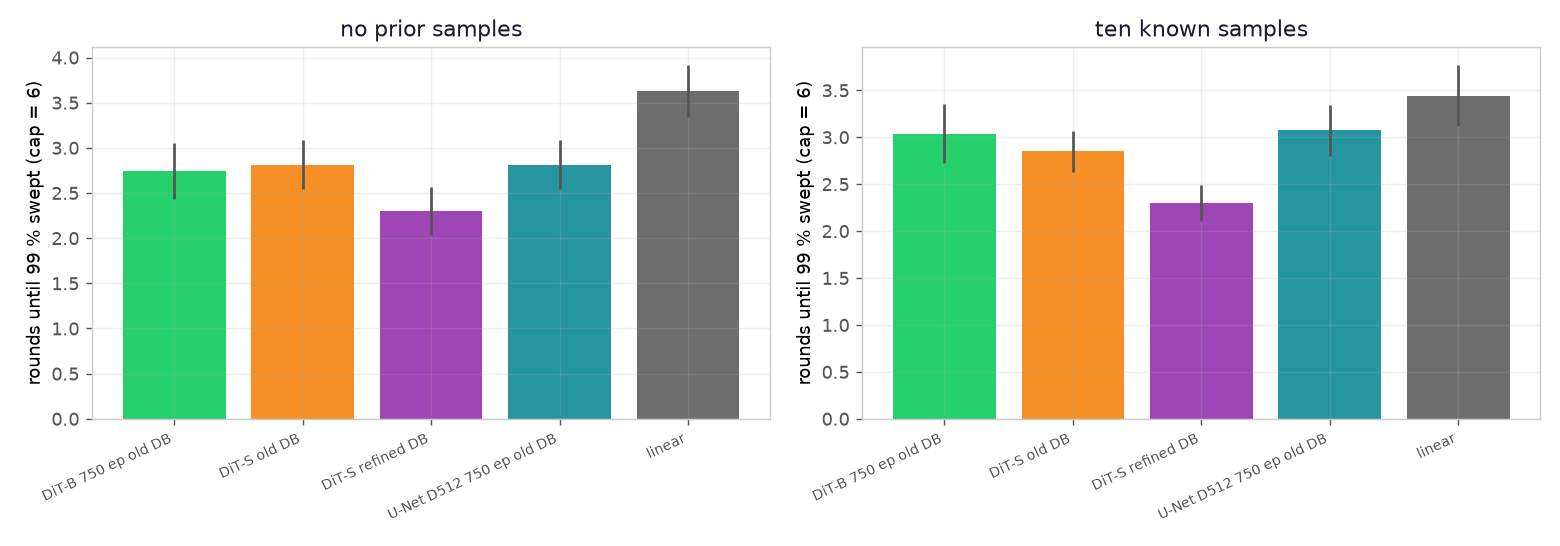 no prior samples
rounds until 99 % swept (cap = 6)
4.0
3.5
3.0
2.5
2.0
1.5
1.0
0.5
0.0
DiT-B 750 ep old DB
DiT-S old DB
DiT-S refined DB
U-Net D512 750 ep old DB
linear
ten known samples
rounds until 99 % swept (cap = 6)
3.5
3.0
2.5
2.0
1.5
1.0
0.5
0.0
DiT-B 750 ep old DB
DiT-S old DB
DiT-S refined DB
U-Net D512 750 ep old DB
linear